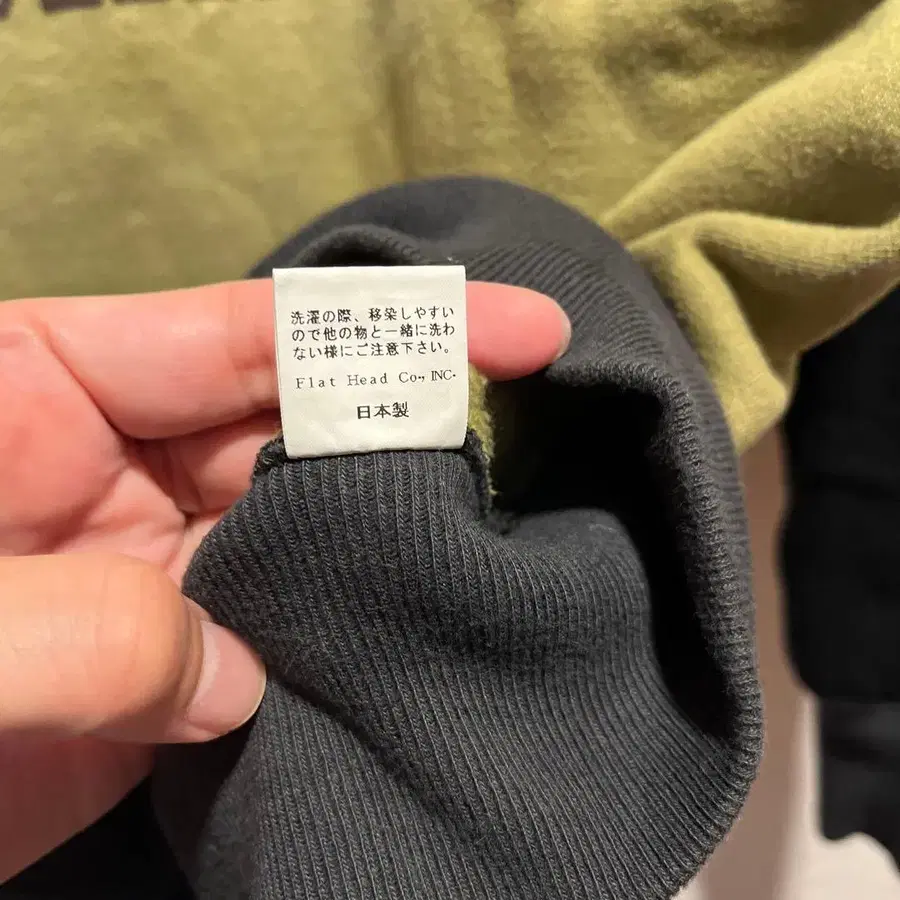 洗濯の際、移染しやすい
ので他の物と一緒に洗わ
ない様にご注意下さい。
Flat Head Co., INC.
日本製